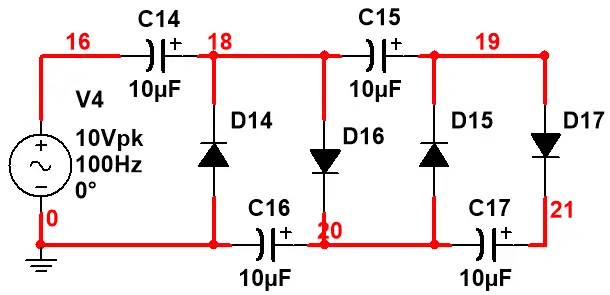 C14
C15
16
+
18
+
19
10µF
10µF
V4
+
10Vpk
100Hz
0°
D14
D16
D15
D17
0
C16
+
20
C17
+
21
10µF
10µF